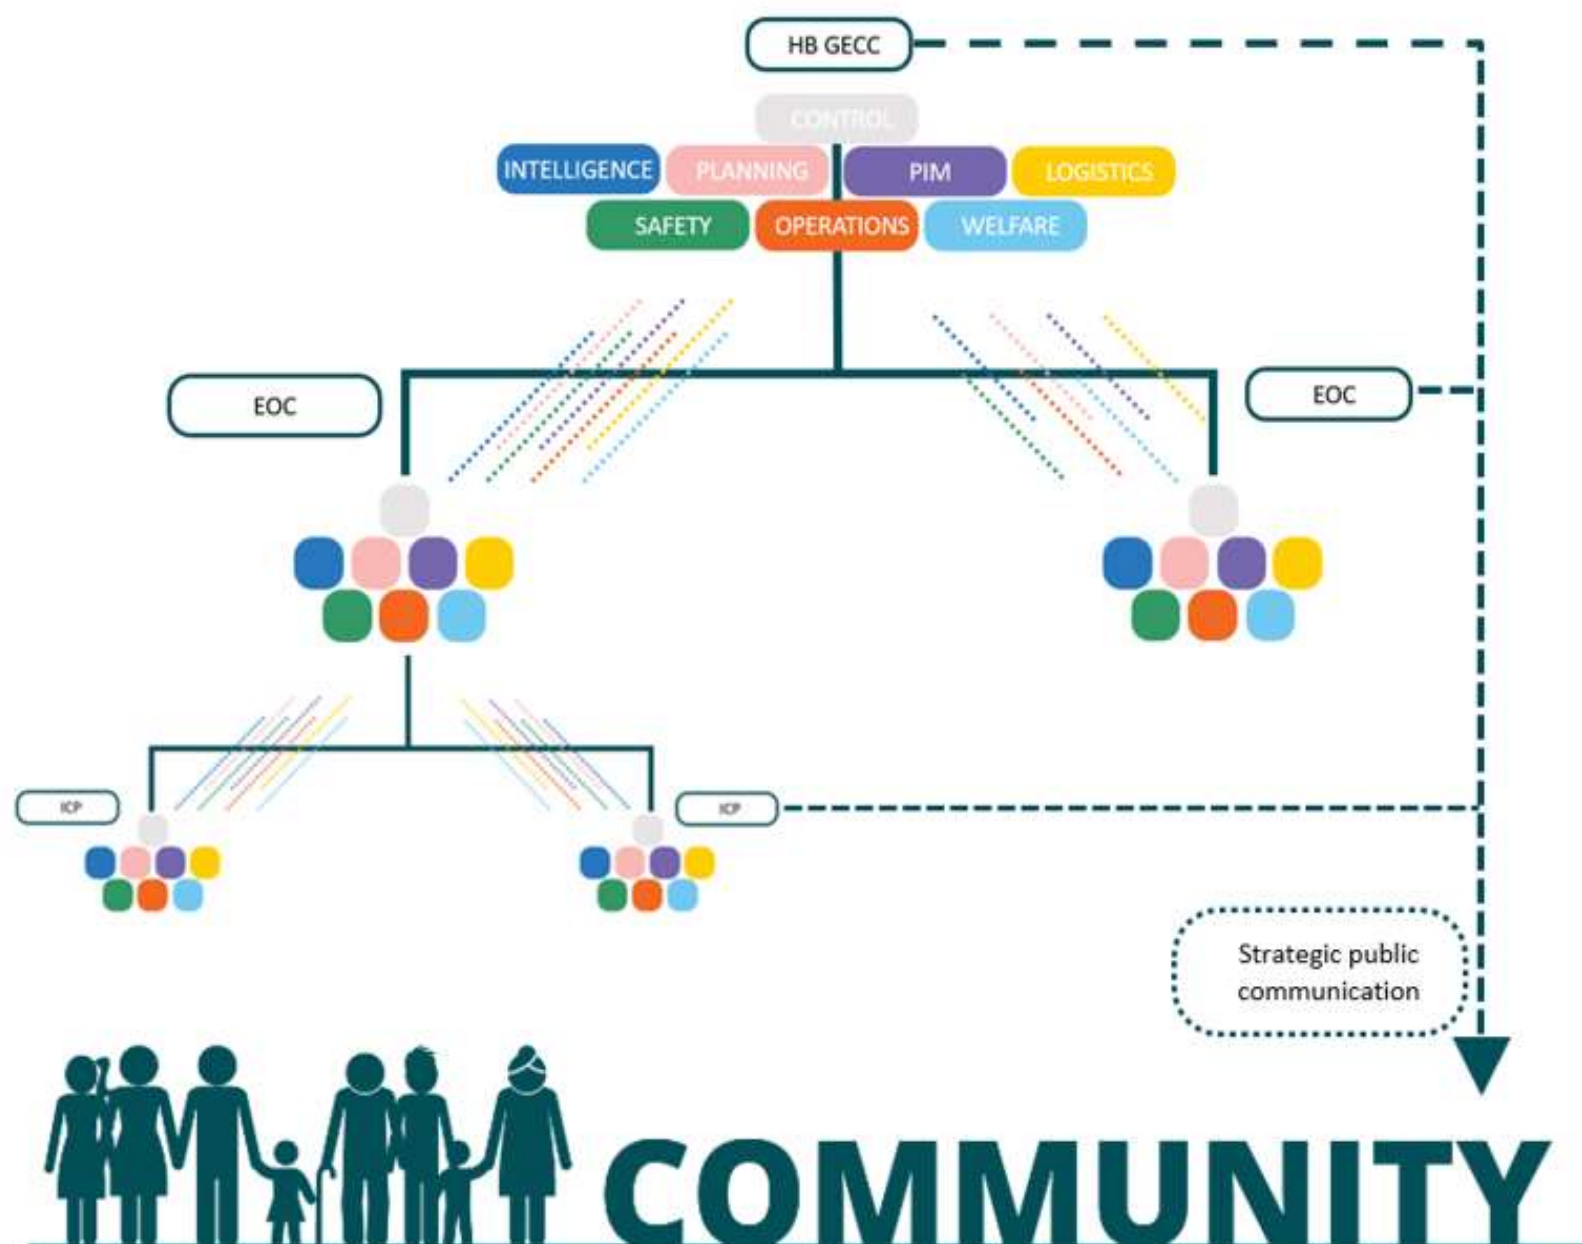 HB GECC
CONTROL
INTELLIGENCE
PLANNING
PIM
LOGISTICS
SAFETY
OPERATIONS
WELFARE
EOC
EOC
ICP
ICP
Strategic public
communication
COMMUNITY